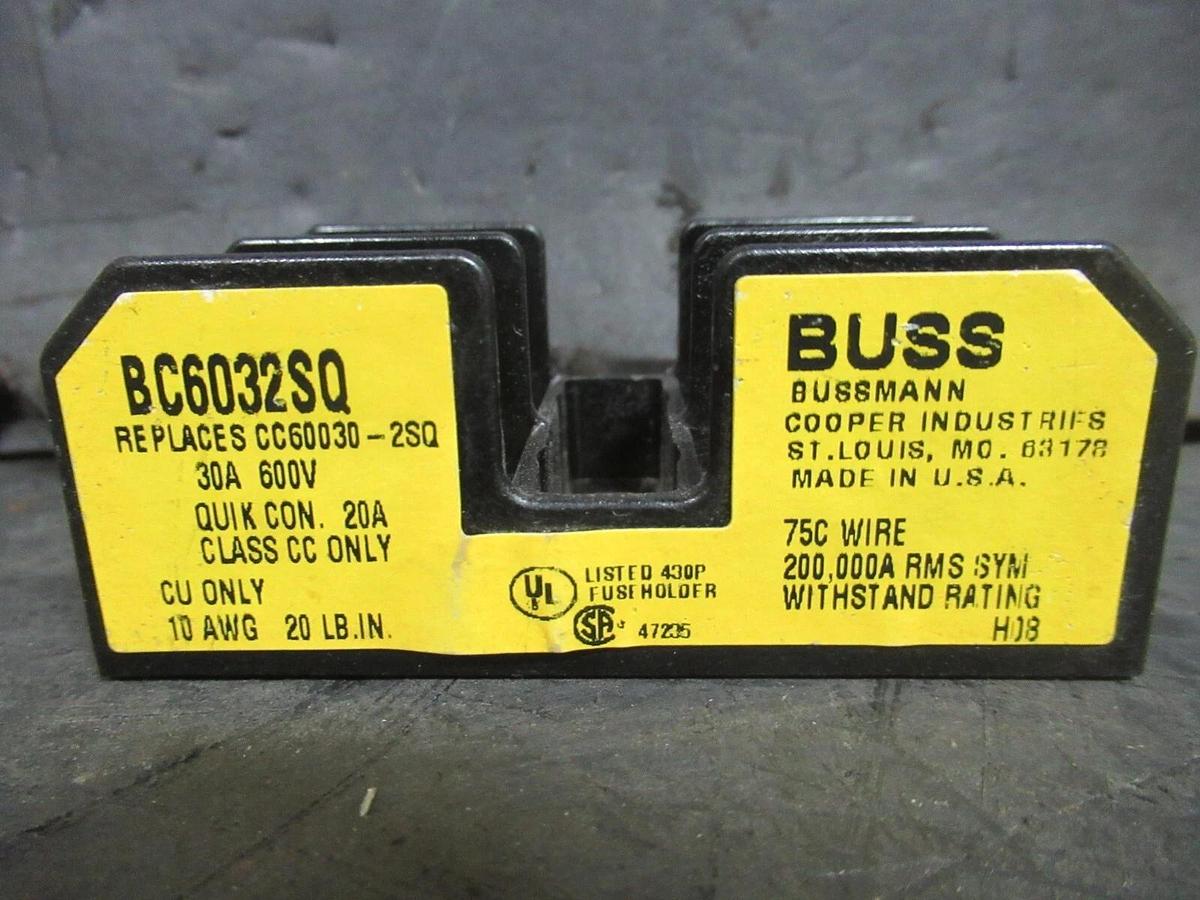 BC6032SQ
REPLACES CC60030-2SQ
30A 600V
QUIK CON. 20A
CLASS CC ONLY
CU ONLY
10 AWG 20 LB.IN.
UL
LISTED 430P
FUSEHOLDER
SA
47235
BUSS
BUSSMANN
COOPER INDUSTRIES
ST.LOUIS, MO. 63178
MADE IN U.S.A.
75C WIRE
200,000A RMS SYM
WITHSTAND RATING
H08